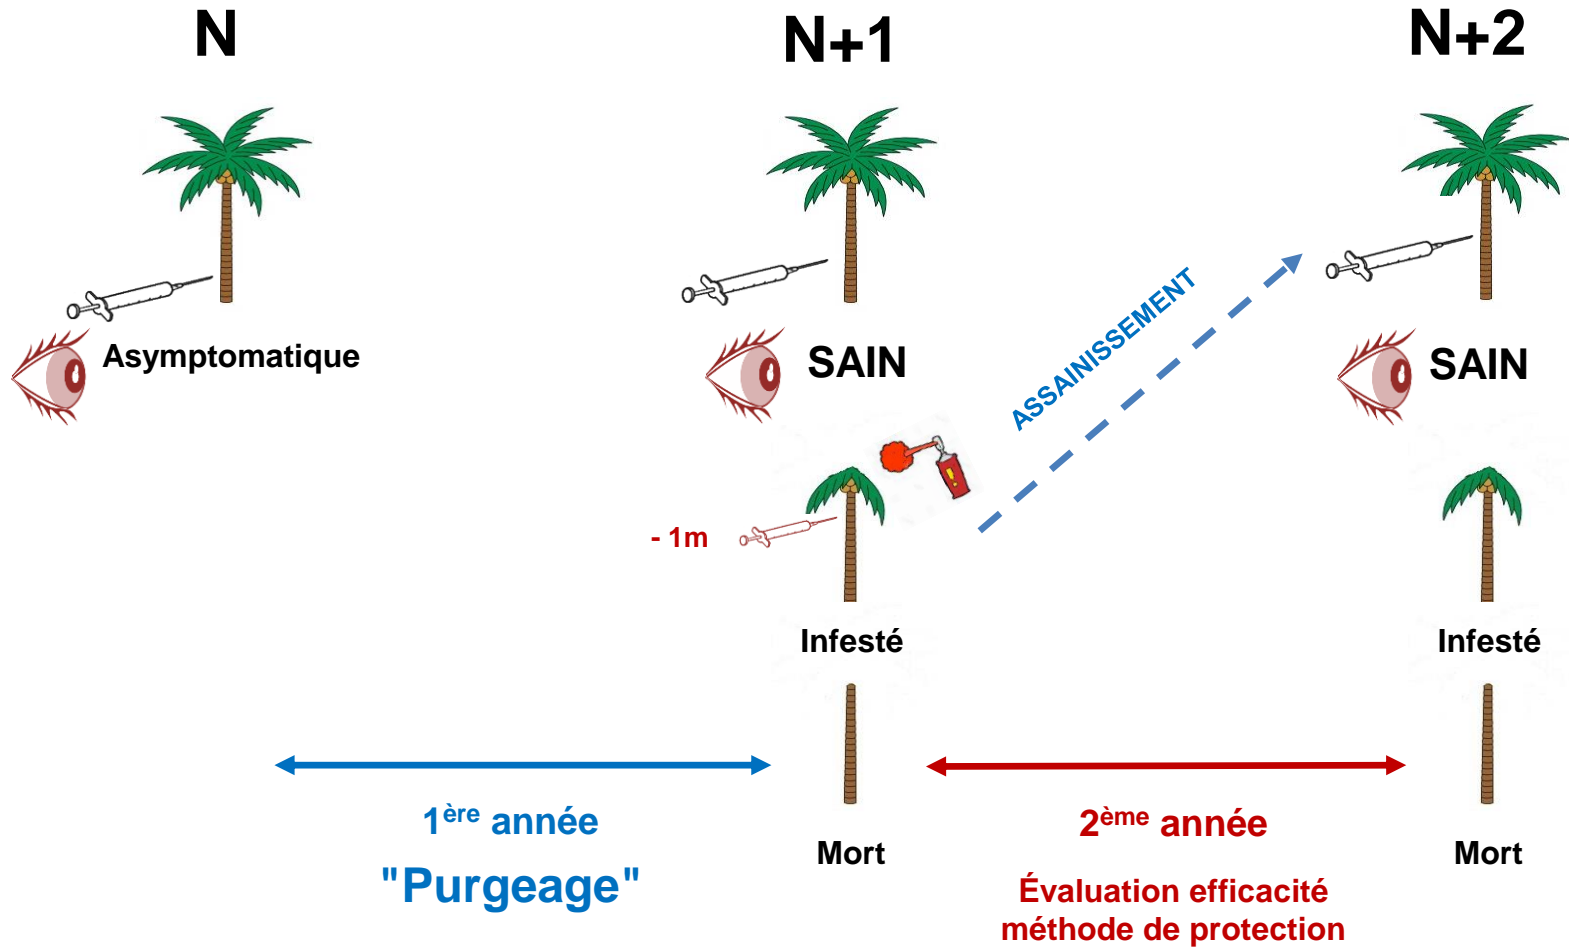 N
N+1
N+2
Asymptomatique
SAIN
ASSAINISSEMENT
SAIN
- 1m
!
Infesté
Infesté
1ère année
"Purgeage"
Mort
2ème année
Évaluation efficacité
méthode de protection
Mort